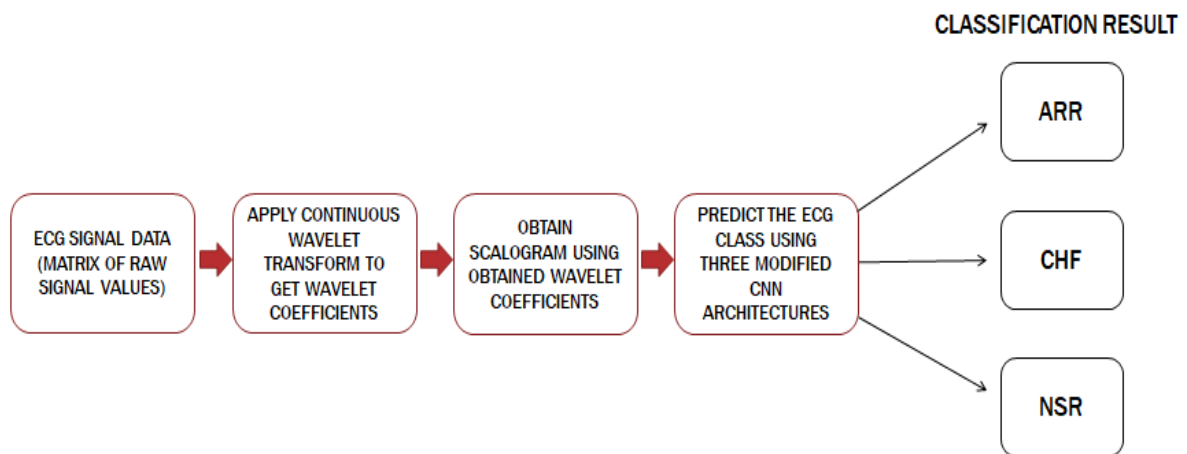 CLASSIFICATION RESULT
ECG SIGNAL DATA
(MATRIX OF RAW
SIGNAL VALUES)
APPLY CONTINUOUS
WAVELET
TRANSFORM TO
GET WAVELET
COEFFICIENTS
OBTAIN
SCALOGRAM USING
OBTAINED WAVELET
COEFFICIENTS
PREDICT THE ECG
CLASS USING
THREE MODIFIED
CNN
ARCHITECTURES
ARR
CHF
NSR